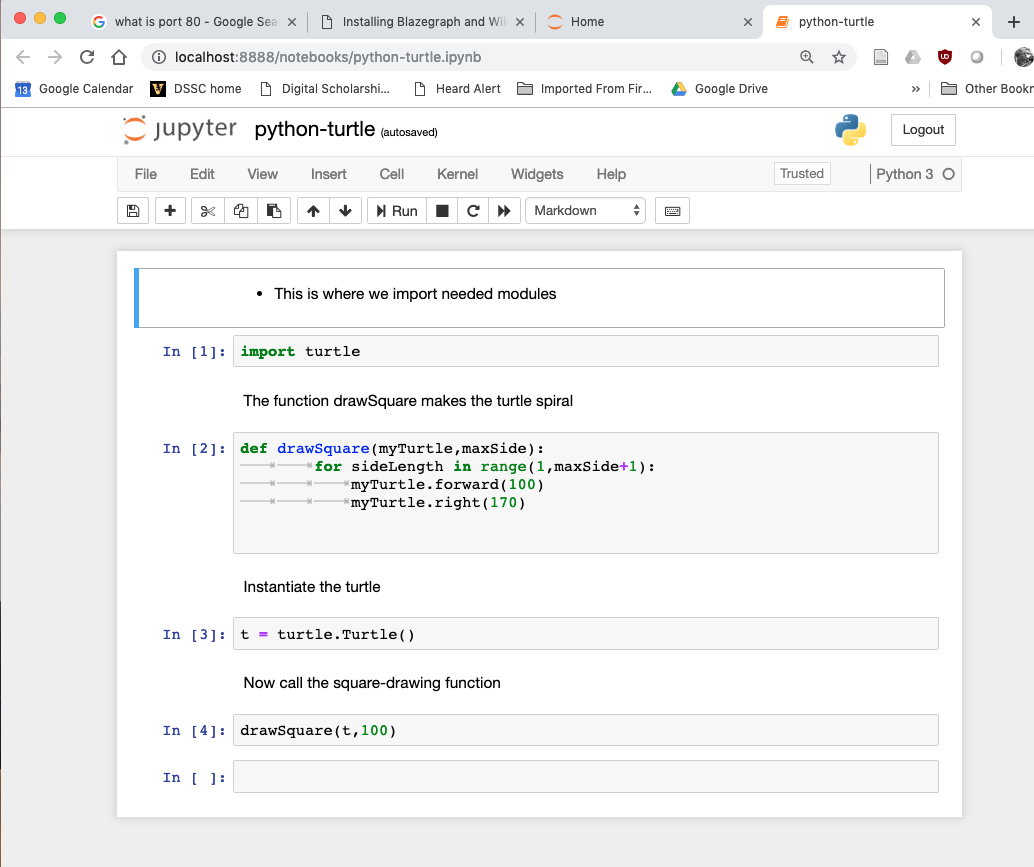 what is port 80 - Google Sea
Installing Blazegraph and Wik
Home
python-turtle
localhost:8888/notebooks/python-turtle.ipynb
13 Google Calendar
V DSSC home
Digital Scholarshi...
Heard Alert
Imported From Fir...
Google Drive
»
Other Bookm
jupyter python-turtle (autosaved)
Logout
File Edit View Insert Cell Kernel Widgets Help
Trusted
Python 3
Run
Markdown
• This is where we import needed modules
In [1]: import turtle
The function drawSquare makes the turtle spiral
In [2]: def drawSquare(myTurtle,maxSide):
for sideLength in range(1,maxSide+1):
myTurtle.forward(100)
myTurtle.right(170)
Instantiate the turtle
In [3]: t = turtle.Turtle()
Now call the square-drawing function
In [4]: drawSquare(t,100)
In [ ]: